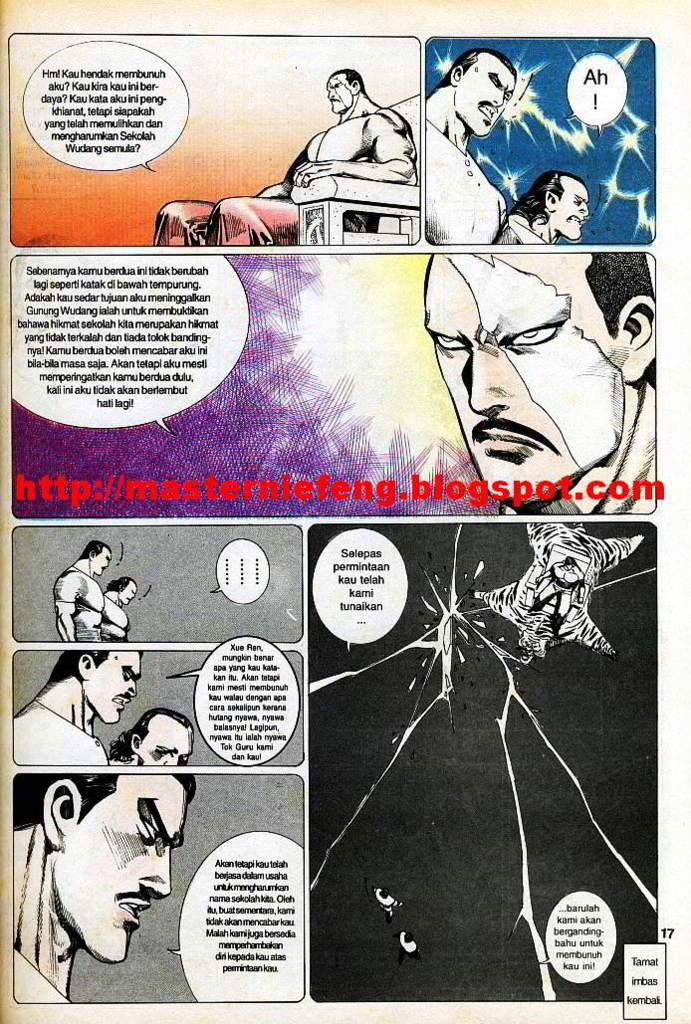 Hm! Kau hendak membunuh
aku? Kau kira kau ini ber-
daya? Kau kata aku ini peng-
khianat, tetapi siapakah
yang telah memulihkan dan
mengharumkan Sekolah
Wudang semula?
Ah
!
Sebenarnya kamu berdua ini tidak berubah
lagi seperti katak di bawah tempurung.
Adakah kau sedar tujuan aku meninggalkan
Gunung Wudang ialah untuk membuktikan
bahawa hikmat sekolah kita merupakan hikmat
yang tidak terkalah dan tiada tolok banding-
nya! Kamu berdua boleh mencabar aku ini
bila-bila masa saja. Akan tetapi aku mesti
memperingatkan kamu berdua dulu,
kali ini aku tidak akan berlembut
hati lagi!
http://masterniefeng.blogspot.com
Xue Ren,
mungkin benar
apa yang kau kata-
kan itu. Akan tetapi
kami mesti membunuh
kau walau dengan apa
cara sekalipun kerana
hutang nyawa, nyawa
balasnya! Lagipun,
nyawa itu ialah nyawa
Tok Guru kami
dan kau!
Akan tetapi kau telah
berjasa dalam usaha
untuk mengharumkan
nama sekolah kita. Oleh
itu, buat sementara, kami
tidak akan mencabar kau.
Malah kami juga bersedia
memperhambakan
diri kepada kau atas
permintaan kau.
Selepas
permintaan
kau telah
kami
tunaikan
...
...barulah
kami akan
berganding-
bahu untuk
membunuh
kau ini!
17
Tamat
imbas
kembali.